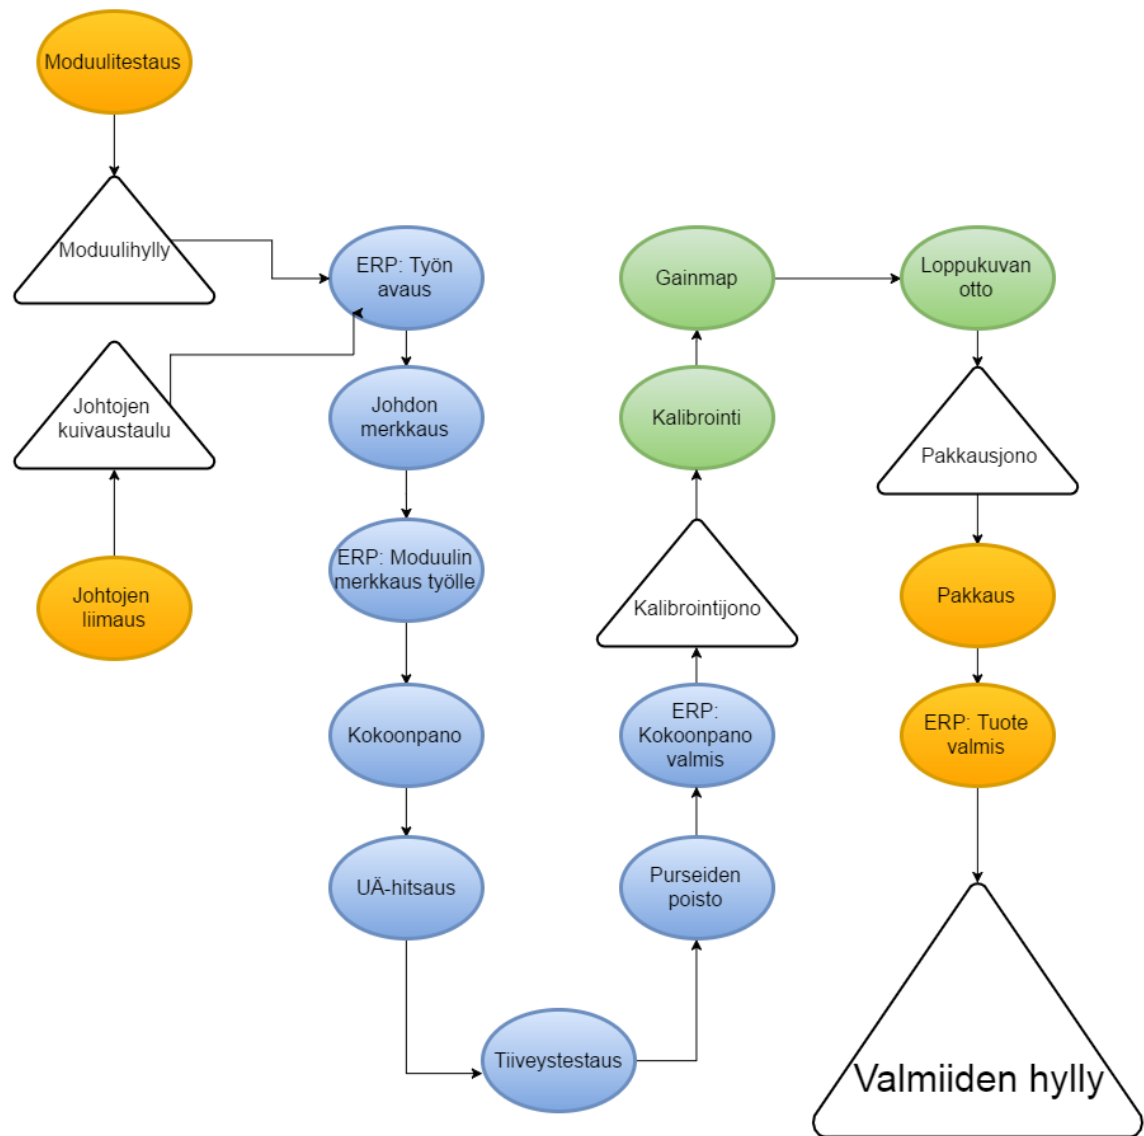 Moduulitestaus
Moduulihylly
Johtojen
kuivaustaulu
Johtojen
liimaus
ERP: Työn
avaus
Johdon
merkkaus
ERP: Moduulin
merkkaus työlle
Kokoonpano
UÄ-hitsaus
Tiiveystestaus
Purseiden
poisto
ERP:
Kokoonpano
valmis
Kalibrointijono
Kalibrointi
Gainmap
Loppukuvan
otto
Pakkausjono
Pakkaus
ERP: Tuote
valmis
Valmiiden hylly